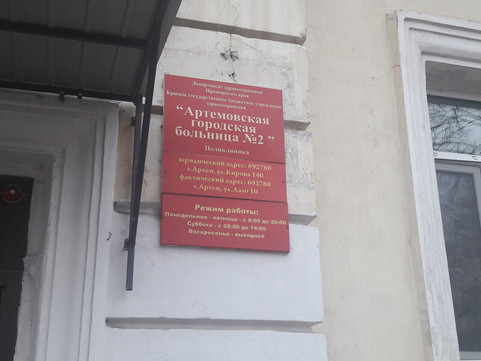 Департамент здравоохранения
Приморского края
Краевое государственное бюджетное учреждение
здравоохранения
“Артемовская
городская
больница №2 ”
Поликлиника
юридический адрес: 692760
г.Артем, ул.Кирова 140
фактический адрес: 692760
г.Артем, ул.Лазо 10
Режим работы:
Понедельник - пятница - с 8:00 до 20:00
Суббота - с 08:00 до 14:00
Воскресенье - выходной